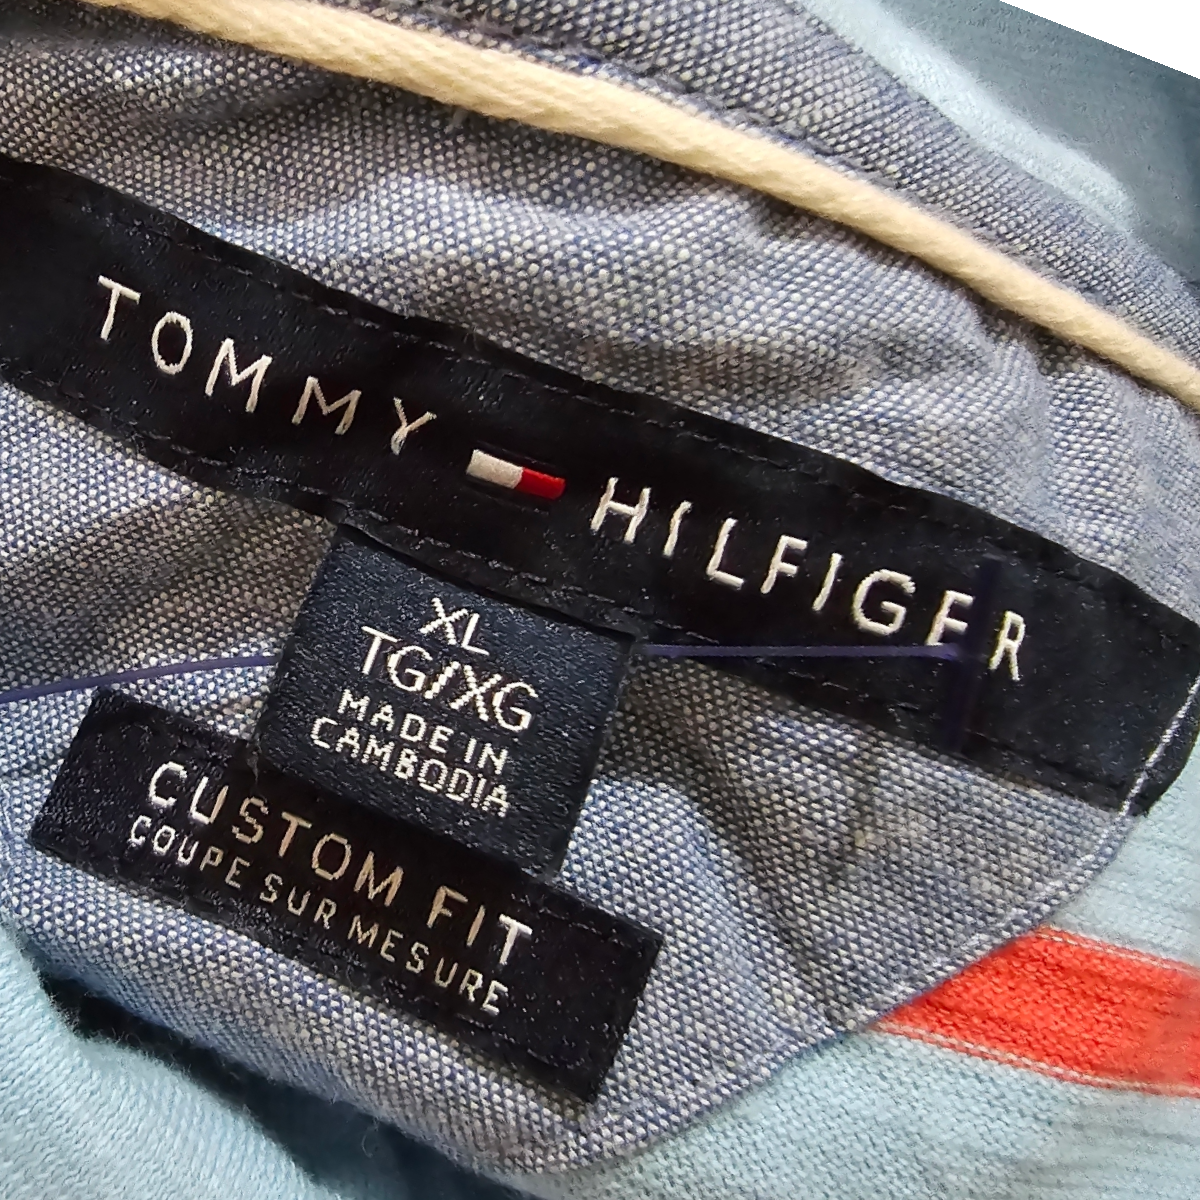 TOMMY HILFIGER
XL
TG/XG
MADE IN
CAMBODIA
CUSTOM FIT
COUPE SUR MESURE